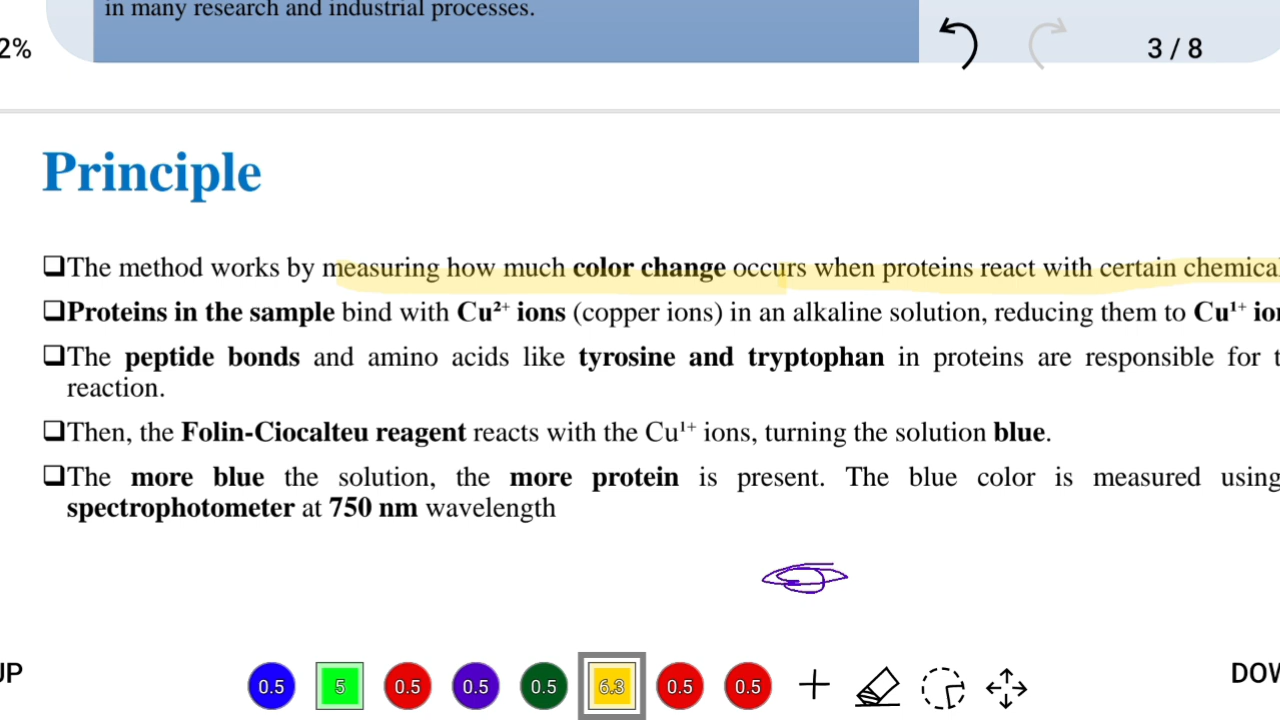 in many research and industrial processes.
2%
3 / 8
Principle
❑The method works by measuring how much color change occurs when proteins react with certain chemical
❑Proteins in the sample bind with Cu²⁺ ions (copper ions) in an alkaline solution, reducing them to Cu¹⁺ ion
❑The peptide bonds and amino acids like tyrosine and tryptophan in proteins are responsible for t
reaction.
❑Then, the Folin-Ciocalteu reagent reacts with the Cu¹⁺ ions, turning the solution blue.
❑The more blue the solution, the more protein is present. The blue color is measured using
spectrophotometer at 750 nm wavelength
UP
0.5
5
0.5
0.5
0.5
6.3
0.5
0.5
DOW